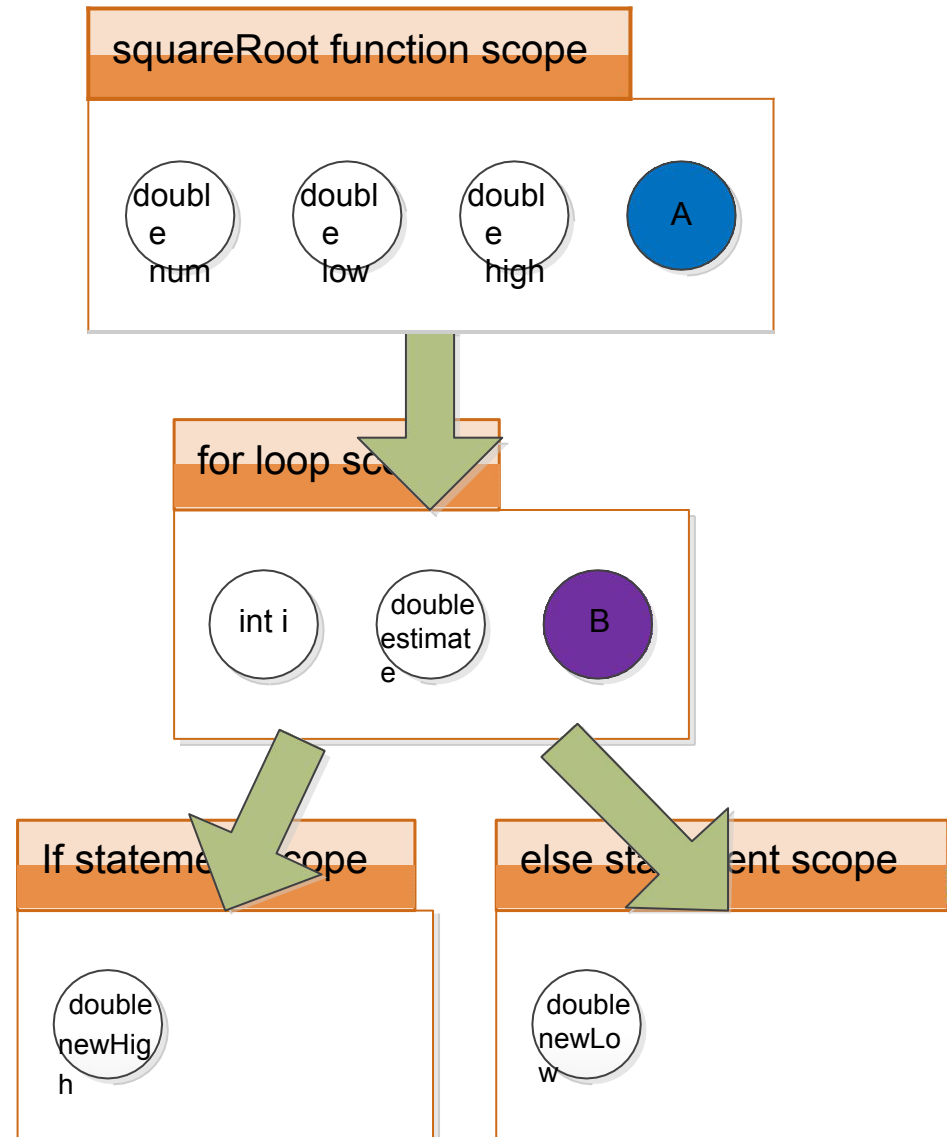 squareRoot function scope
doubl
e
num
doubl
e
low
doubl
e
high
A
for loop sc
int i
double
estimat
e
B
If stateme cope
else sta ent scope
double
newHig
h
double
newLo
w